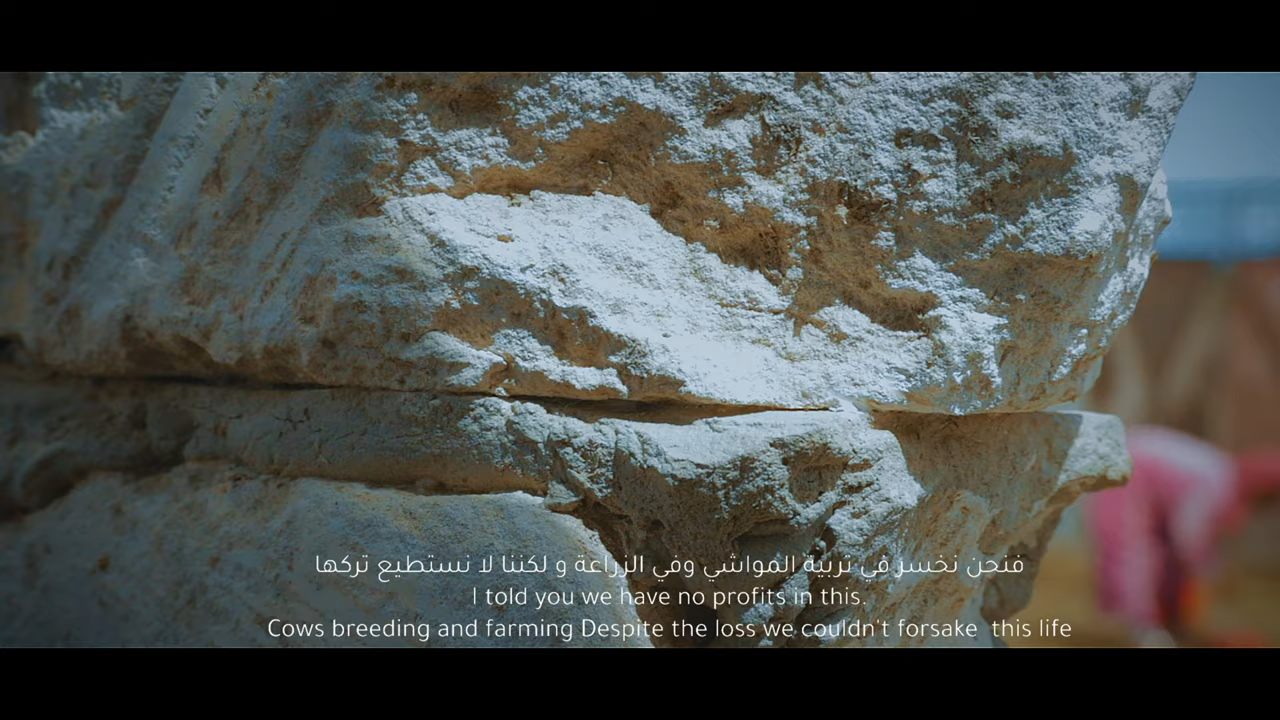 فنحن نخسر في تربية المواشي وفي الزراعة و لكننا لا نستطيع تركها
I told you we have no profits in this.
Cows breeding and farming Despite the loss we couldn't forsake  this life